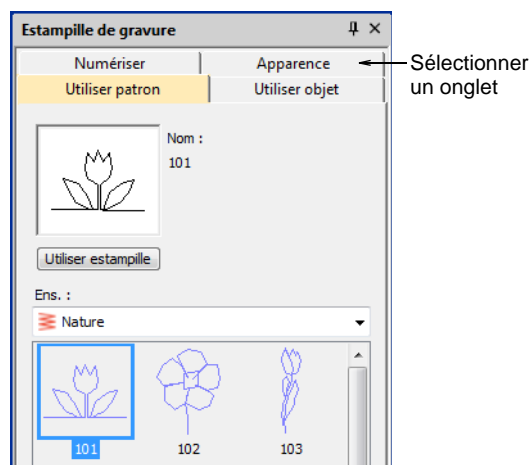 Estampille de gravure
Numériser Apparence
Sélectionner
un onglet
Utiliser patron Utiliser objet
Nom :
101
Utiliser estampille
Ens. :
Nature
101 102 103